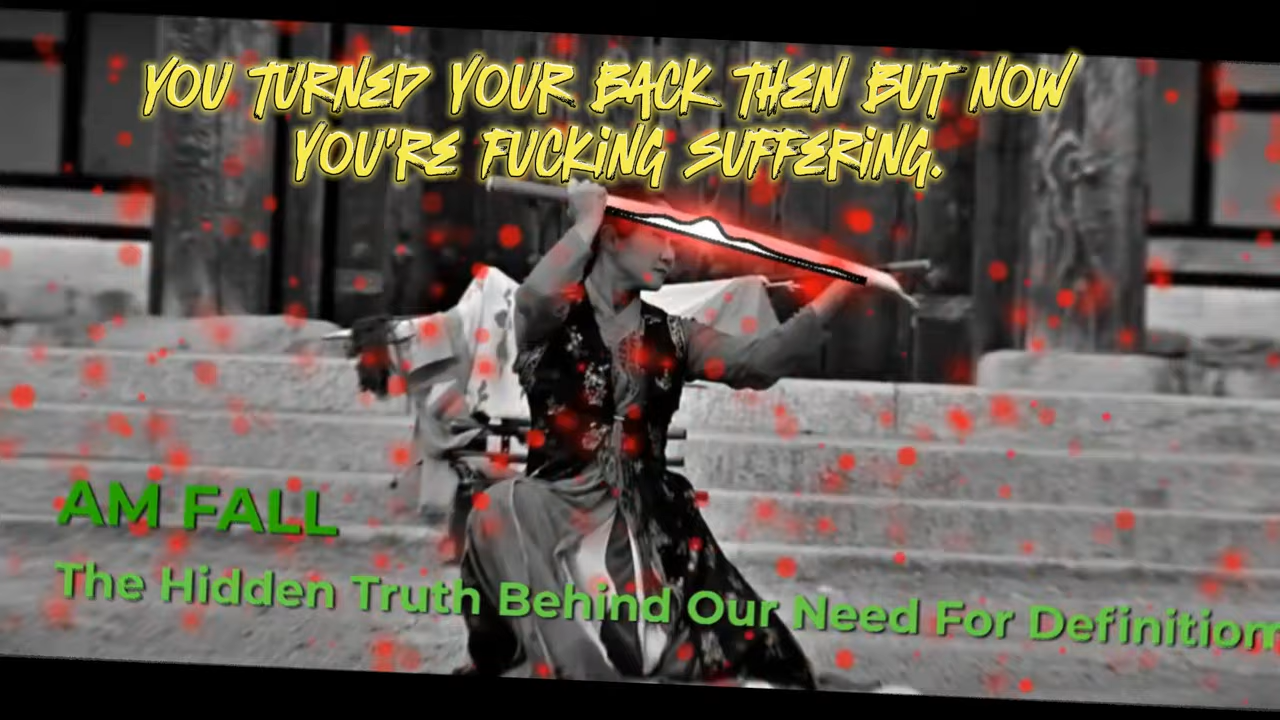 YOU TURNED YOUR BACK THEN BUT NOW
YOU'RE FUCKING SUFFERING.
AM FALL
The Hidden Truth Behind Our Need For Definition